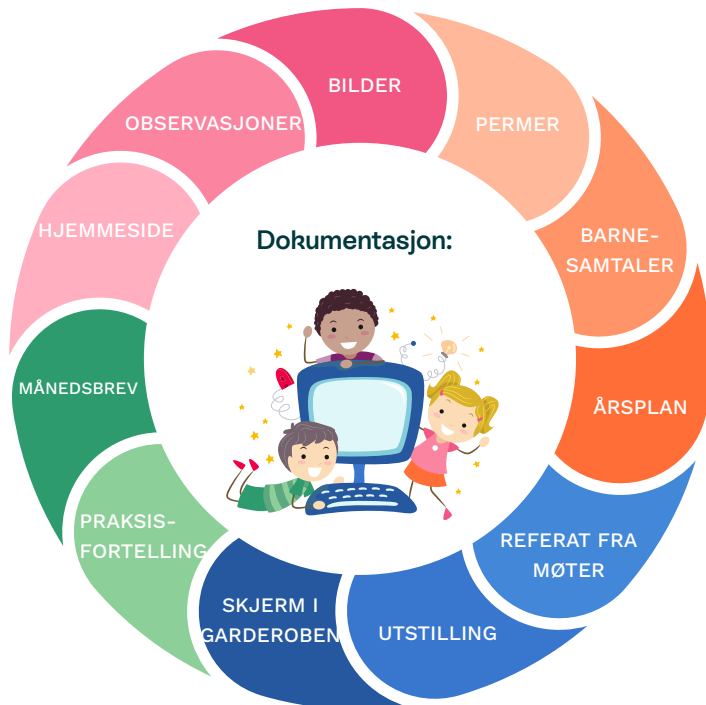 Dokumentasjon:
BILDER
PERMER
BARNE-
SAMTALER
ÅRSPLAN
REFERAT FRA
MØTER
UTSTILLING
SKJERM I
GARDEROBEN
PRAKSIS-
FORTELLING
MÅNEDSBREV
HJEMMESIDE
OBSERVASJONER